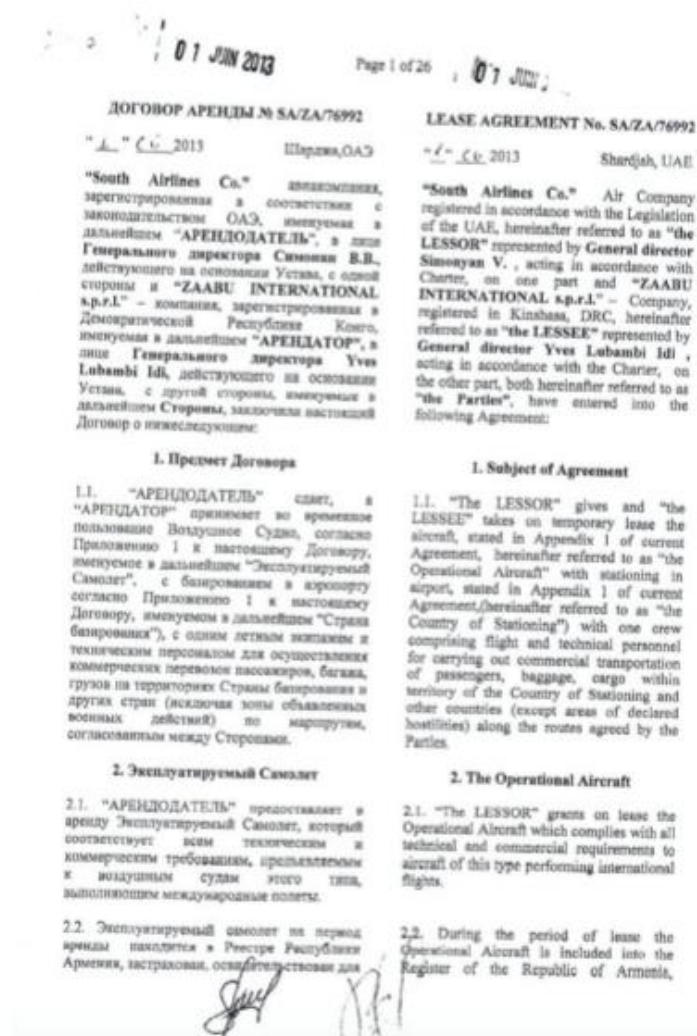 01 JUIN 2013
Page 1 of 26
01 JUIN
ДОГОВОР АРЕНДЫ № SA/ZA/76992
2013 Шарджа, ОАЭ
"South Airlines Co." авиакомпания,
зарегистрированная в соответствии с
законодательством ОАЭ, именуемая в
дальнейшем "АРЕНДОДАТЕЛЬ", в лице
Генерального директора Симонян В.В.,
действующего на основании Устава, с одной
стороны и "ZAABU INTERNATIONAL
s.p.r.l." – компания, зарегистрированная в
Демократической Республике Конго,
именуемая в дальнейшем "АРЕНДАТОР", в
лице Генерального директора Yves
Lubambi Idi, действующего на основании
Устава, с другой стороны, именуемых в
дальнейшем Стороны, заключили настоящий
Договор о нижеследующем:
1. Предмет Договора
1.1. "АРЕНДОДАТЕЛЬ" сдает, а
"АРЕНДАТОР" принимает во временное
пользование Воздушное Судно, согласно
Приложению 1 к настоящему Договору,
именуемое в дальнейшем "Эксплуатируемый
Самолет", с базированием в аэропорту
согласно Приложению 1 к настоящему
Договору, именуемом в дальнейшем "Страна
базирования"), с одним летным экипажем и
техническим персоналом для осуществления
коммерческих перевозок пассажиров, багажа,
грузов на территориях Страны базирования и
других стран (исключая зоны объявленных
военных действий) по маршрутам,
согласованным между Сторонами.
2. Эксплуатируемый Самолет
2.1. "АРЕНДОДАТЕЛЬ" предоставляет в
аренду Эксплуатируемый Самолет, который
соответствует всем техническим и
коммерческим требованиям, предъявляемым
к воздушным судам этого типа,
выполняющим международные полеты.
2.2. Эксплуатируемый самолет на период
аренды находится в Реестре Республики
Армения, застрахован, освидетельствован для
LEASE AGREEMENT No. SA/ZA/76992
2013 Shardjah, UAE
"South Airlines Co." Air Company
registered in accordance with the Legislation
of the UAE, hereinafter referred to as "the
LESSOR" represented by General director
Simonyan V. , acting in accordance with
Charter, on one part and "ZAABU
INTERNATIONAL s.p.r.l." – Company,
registered in Kinshasa, DRC, hereinafter
referred to as "the LESSEE" represented by
General director Yves Lubambi Idi ,
acting in accordance with the Charter, on
the other part, both hereinafter referred to as
"the Parties", have entered into the
following Agreement:
1. Subject of Agreement
1.1. "The LESSOR" gives and "the
LESSEE" takes on temporary lease the
aircraft, stated in Appendix 1 of current
Agreement, hereinafter referred to as "the
Operational Aircraft" with stationing in
airport, stated in Appendix 1 of current
Agreement,(hereinafter referred to as "the
Country of Stationing") with one crew
comprising flight and technical personnel
for carrying out commercial transportation
of passengers, baggage, cargo within
territory of the Country of Stationing and
other countries (except areas of declared
hostilities) along the routes agreed by the
Parties.
2. The Operational Aircraft
2.1. "The LESSOR" grants on lease the
Operational Aircraft which complies with all
technical and commercial requirements to
aircraft of this type performing international
flights.
2.2. During the period of lease the
Operational Aircraft is included into the
Register of the Republic of Armenia,